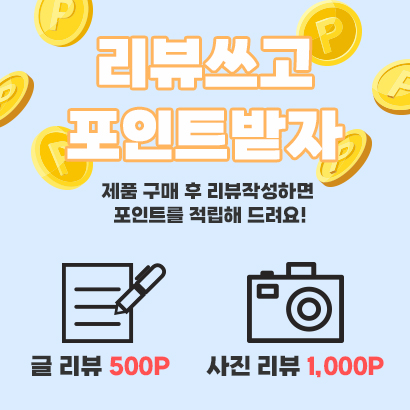 리뷰쓰고
포인트받자
제품 구매 후 리뷰작성하면
포인트를 적립해 드려요!
글 리뷰 500P
사진 리뷰 1,000P